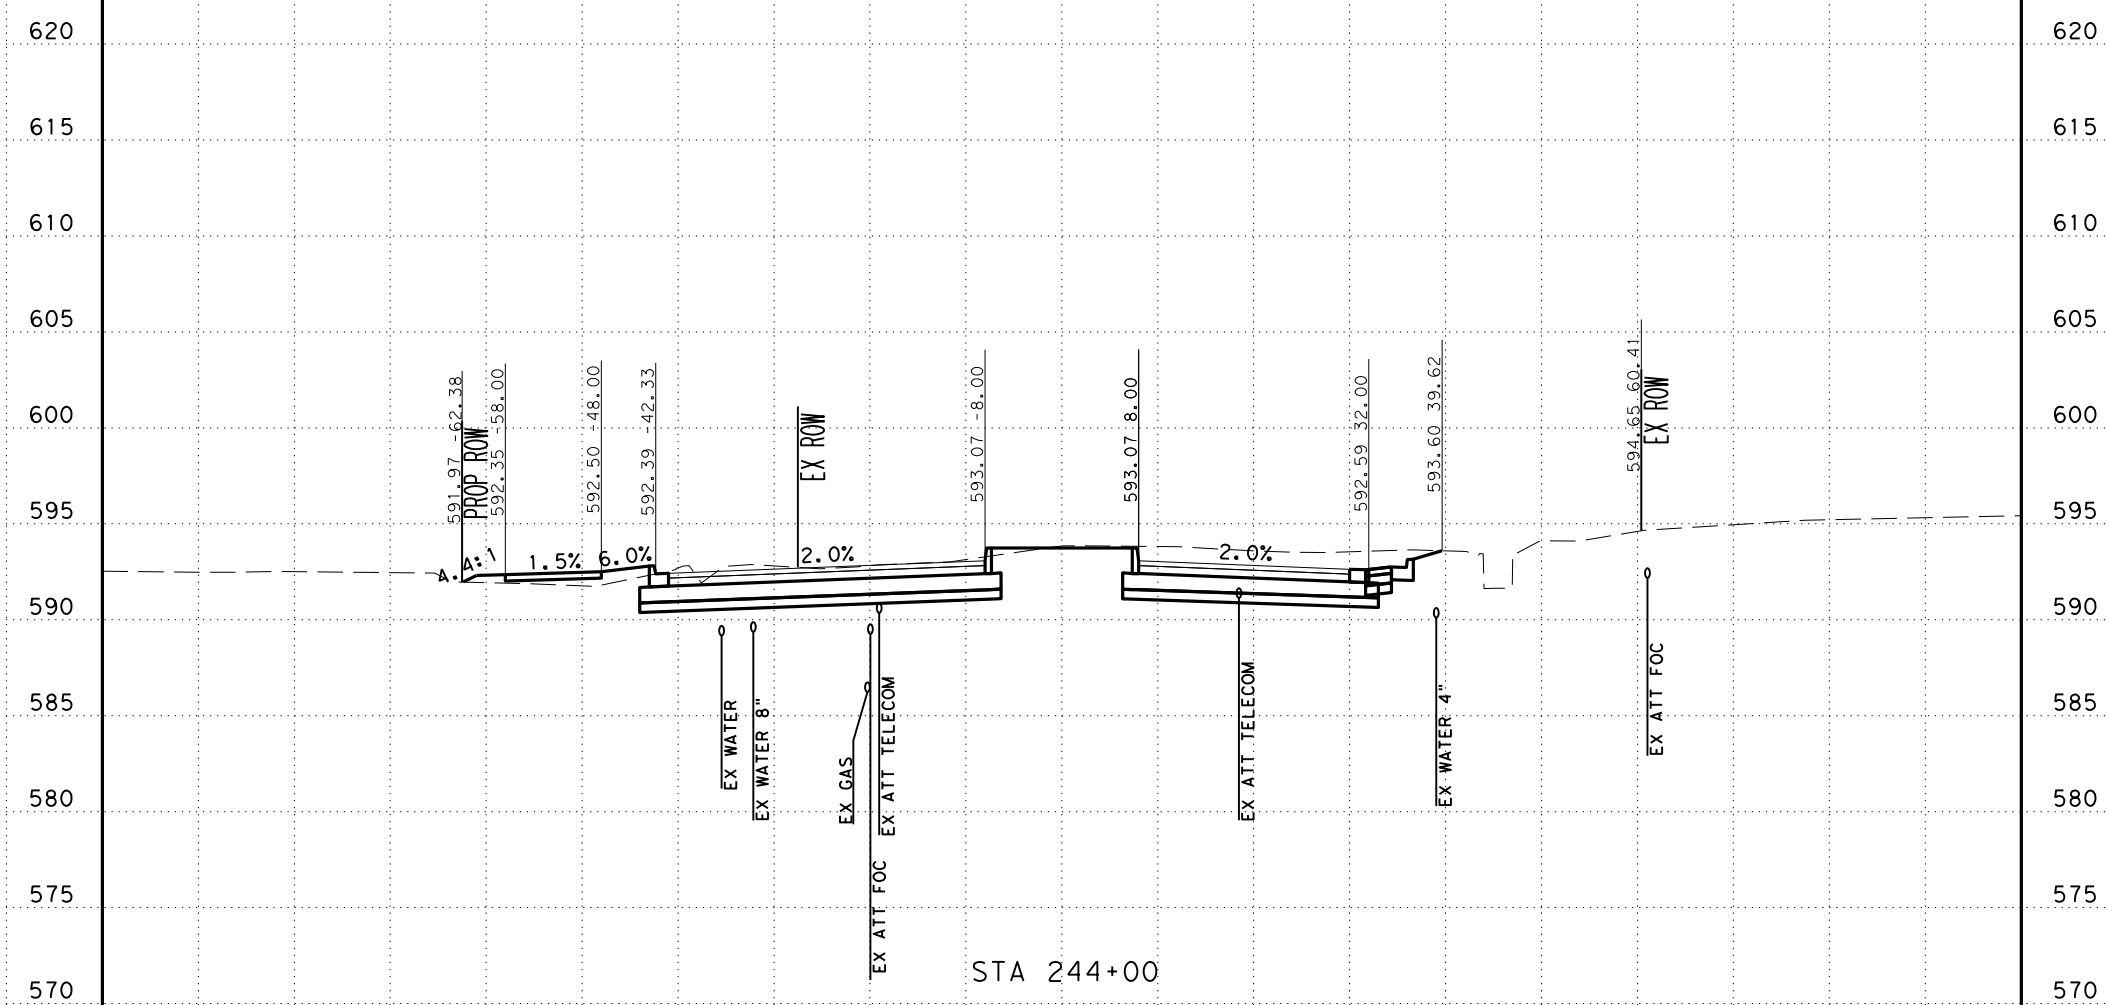 620 620
615 615
610 610
605 605
600 600
595 595
590 590
585 585
580 580
575 575
570 570
591.97 -62.38
PROP ROW
592.35 -58.00
592.50 -48.00
592.39 -42.33
EX ROW
593.07 -8.00
593.07 8.00
592.59 32.00
593.60 39.62
594.65 60.41
EX ROW
4.4:1
1.5%
6.0%
2.0%
2.0%
EX WATER
EX WATER 8"
EX GAS
EX ATT FOC
EX ATT TELECOM
EX ATT TELECOM
EX WATER 4"
EX ATT FOC
STA 244+00